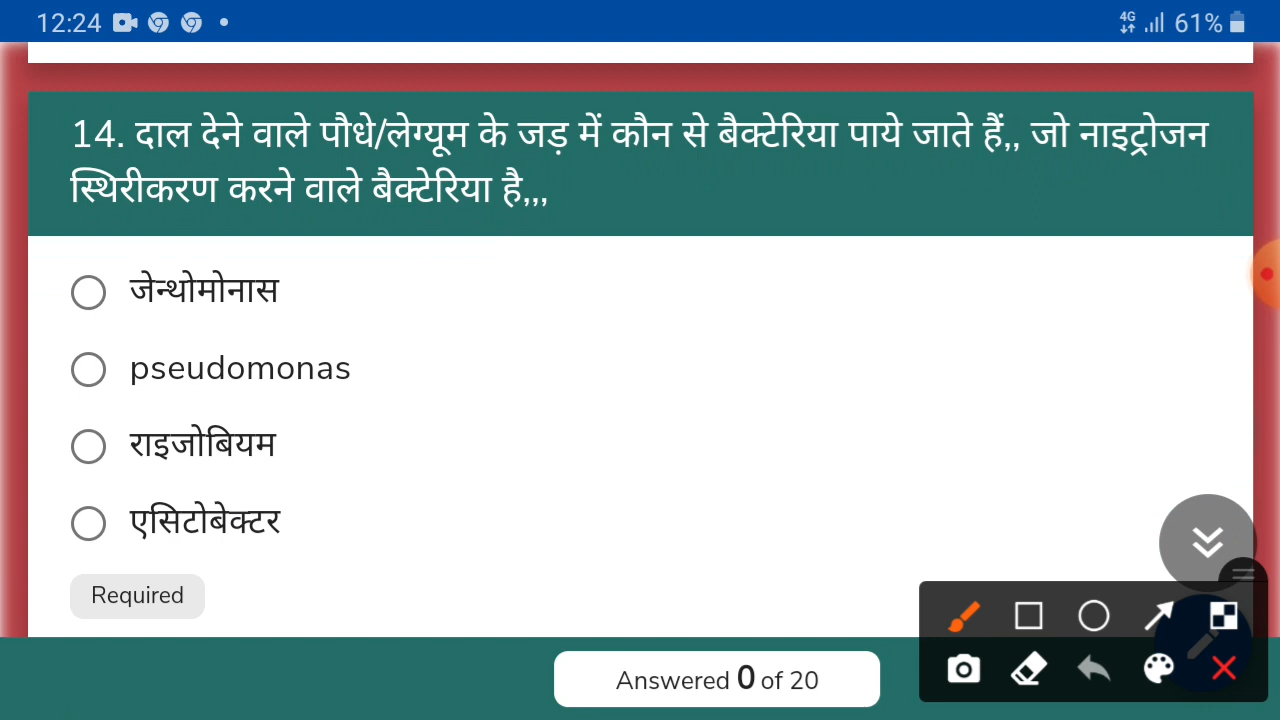 12:24 4G 61%
14. दाल देने वाले पौधे/लेग्यूम के जड़ में कौन से बैक्टेरिया पाये जाते हैं,, जो नाइट्रोजन
स्थिरीकरण करने वाले बैक्टेरिया है,,,
जेन्थोमोनास
pseudomonas
राइजोबियम
एसिटोबेक्टर
Required
Answered 0 of 20